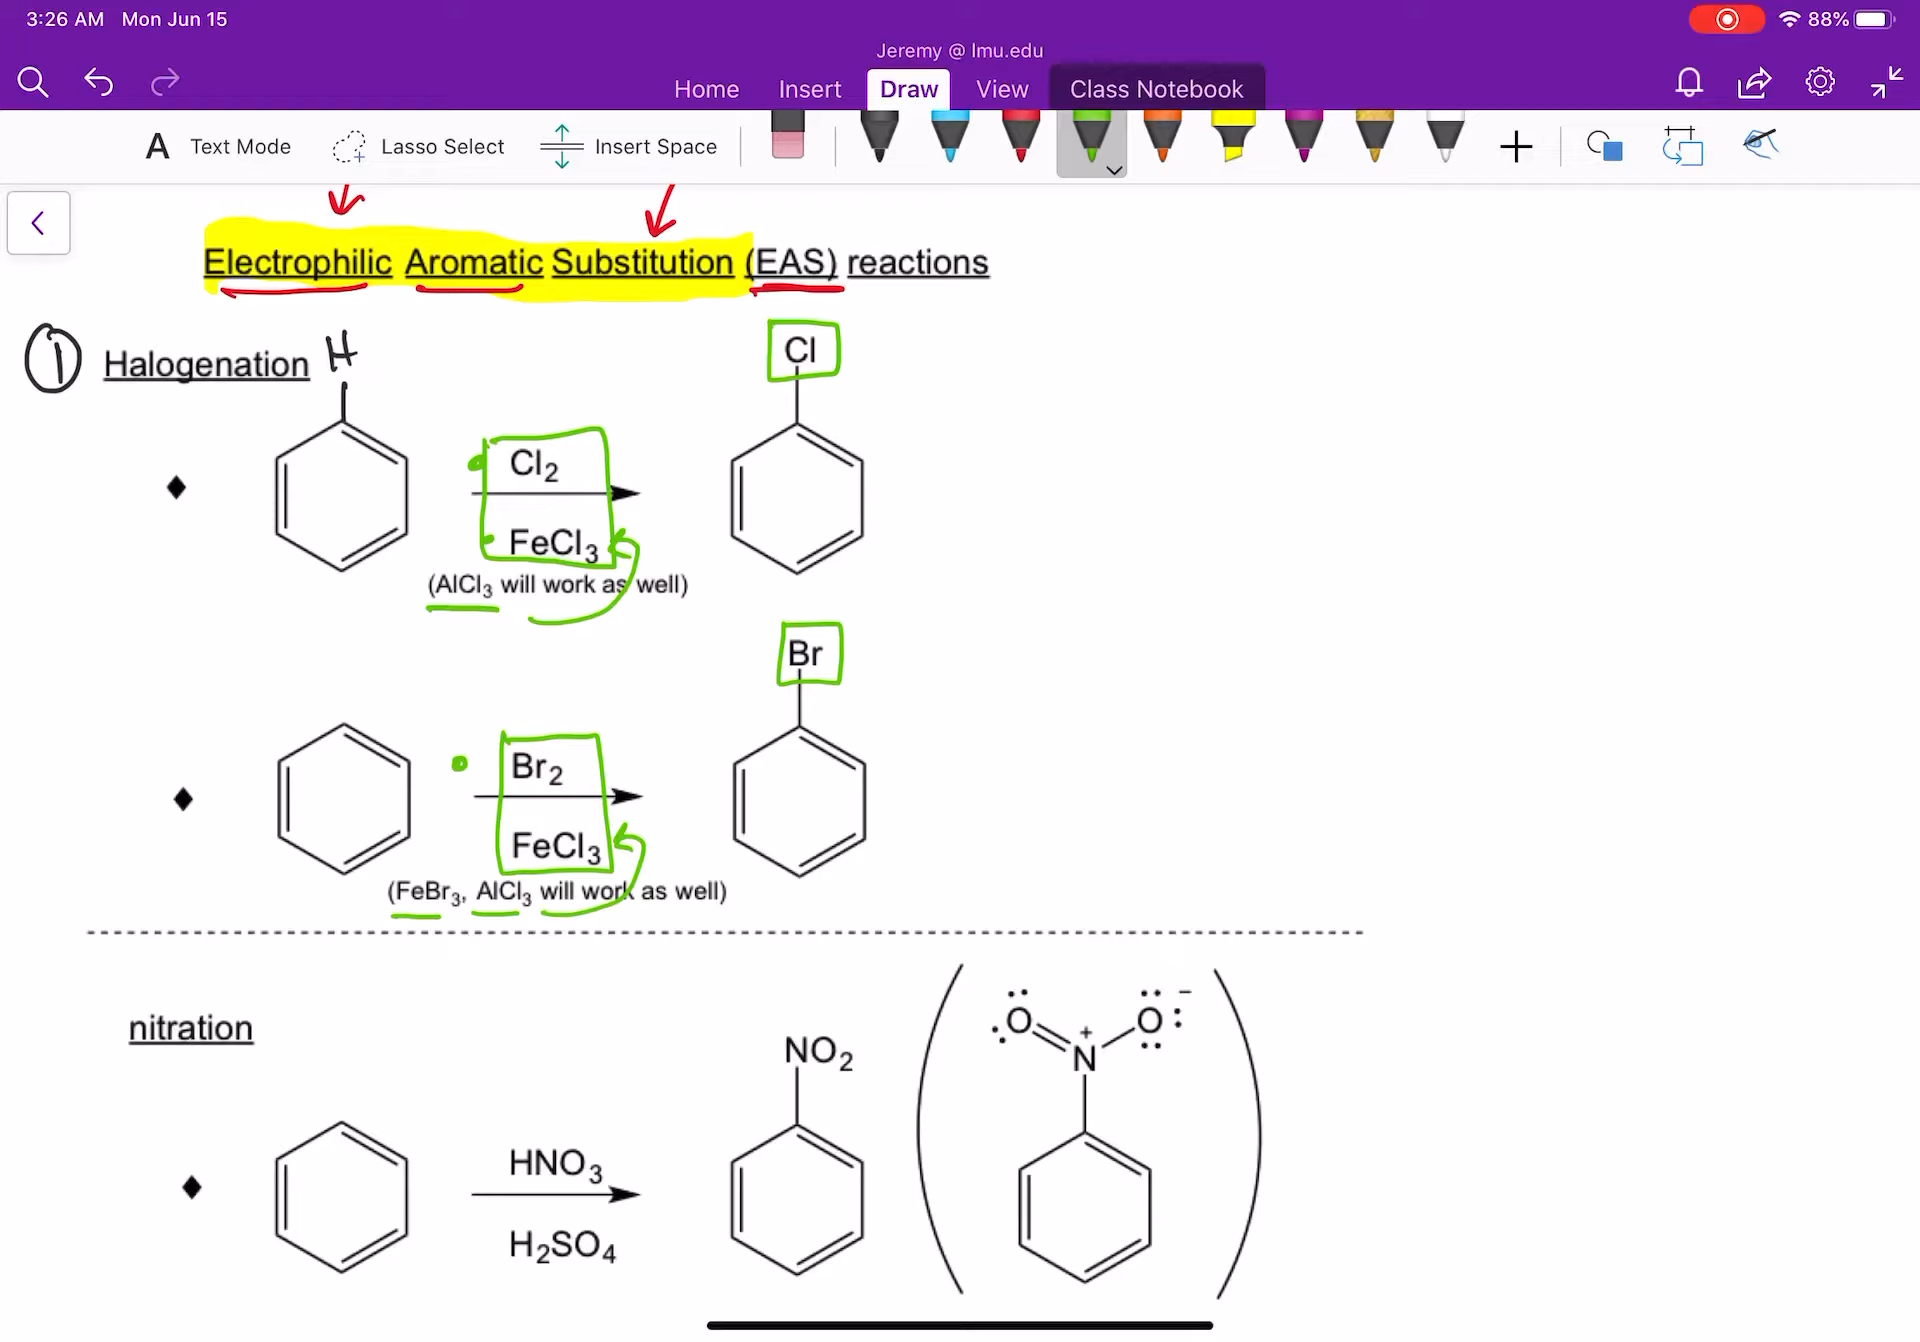 3:26 AM Mon Jun 15
88%
Jeremy @ lmu.edu
Home Insert Draw View Class Notebook
A Text Mode Lasso Select Insert Space
Electrophilic Aromatic Substitution (EAS) reactions
① Halogenation H
Cl
Cl₂
FeCl₃
(AlCl₃ will work as well)
Br
Br₂
FeCl₃
(FeBr₃, AlCl₃ will work as well)
nitration
NO₂
O N+ O−
HNO₃
H₂SO₄